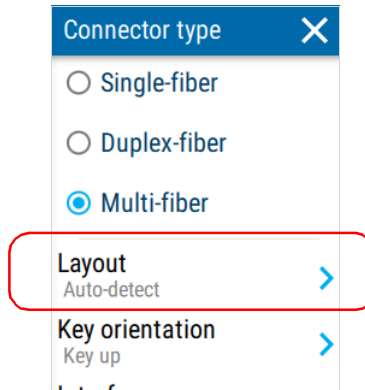 Connector type
Single-fiber
Duplex-fiber
Multi-fiber
Layout
Auto-detect
Key orientation
Key up